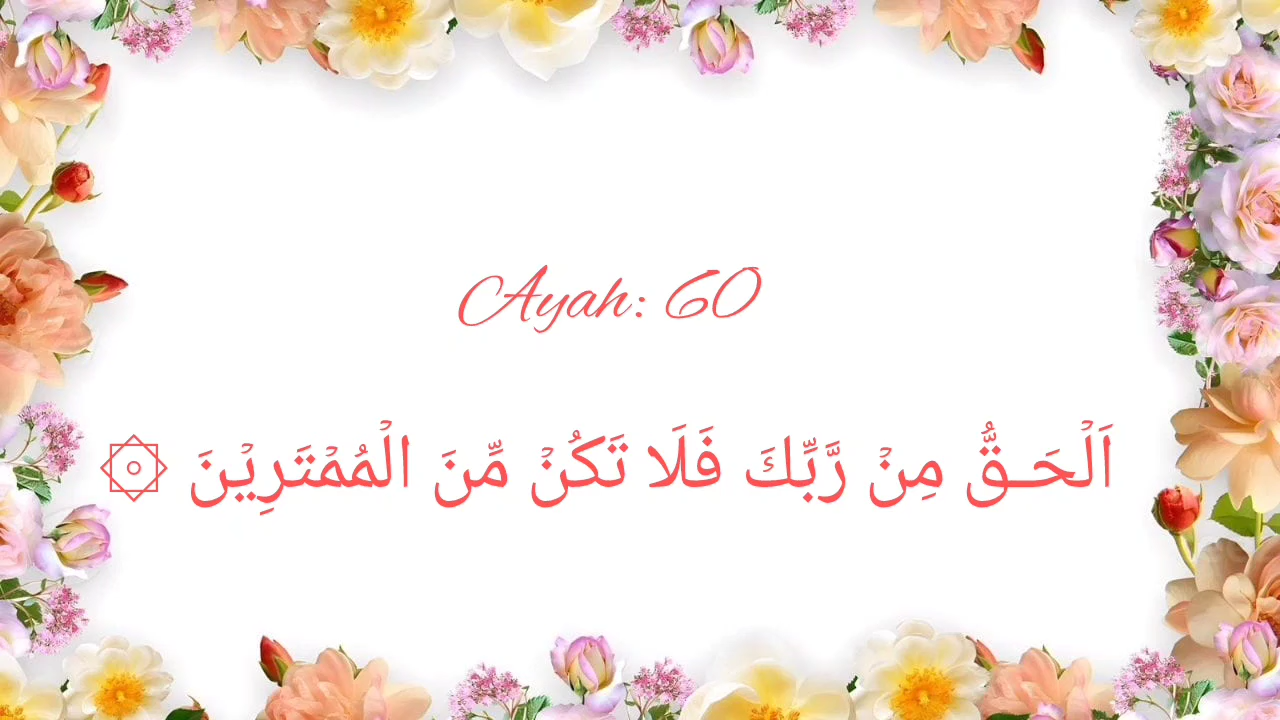 Ayah: 60
اَلْحَـقُّ مِنۡ رَّبِّكَ فَلَا تَكُنۡ مِّنَ الۡمُمۡتَرِيۡنَ ۞